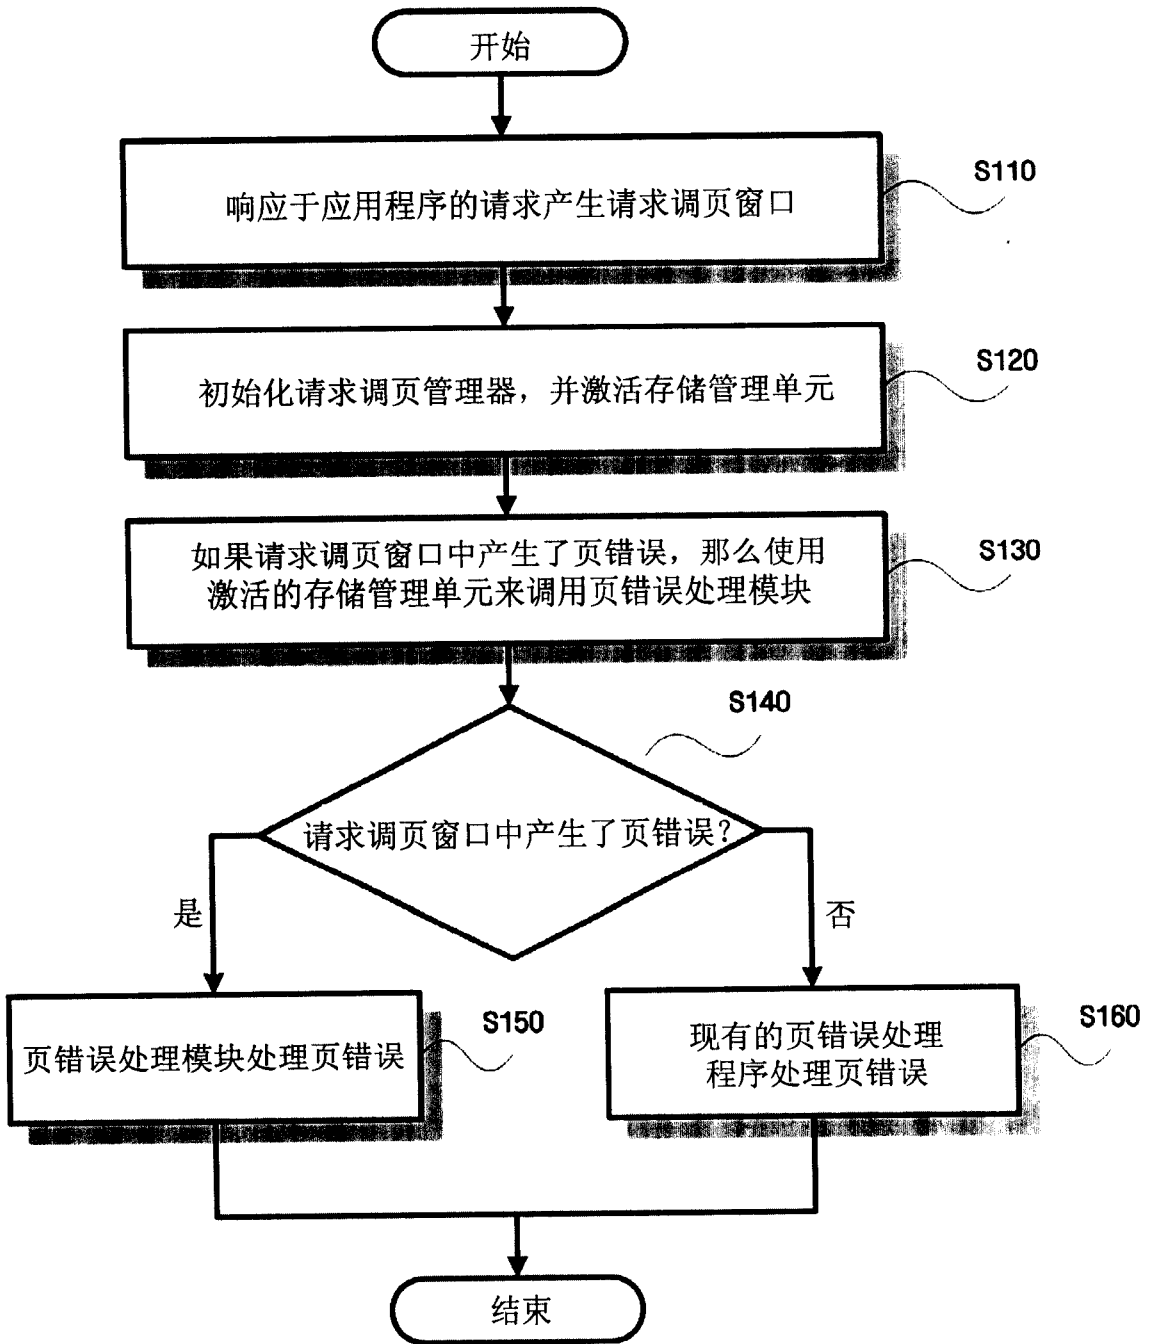 开始
响应于应用程序的请求产生请求调页窗口
S110
初始化请求调页管理器，并激活存储管理单元
S120
如果请求调页窗口中产生了页错误，那么使用
激活的存储管理单元来调用页错误处理模块
S130
S140
请求调页窗口中产生了页错误？
是
否
页错误处理模块处理页错误
S150
现有的页错误处理
程序处理页错误
S160
结束